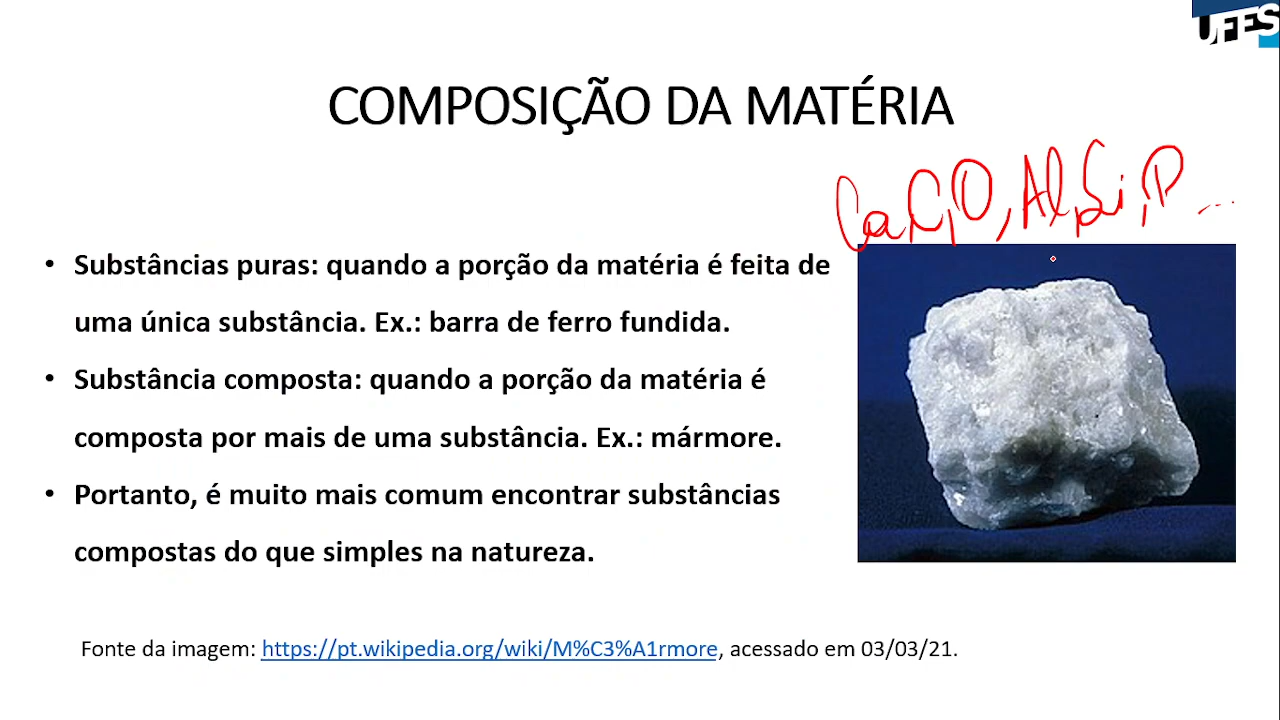 UFES
COMPOSIÇÃO DA MATÉRIA
Ca, C, O, Al, Si, P ...
• Substâncias puras: quando a porção da matéria é feita de
uma única substância. Ex.: barra de ferro fundida.
• Substância composta: quando a porção da matéria é
composta por mais de uma substância. Ex.: mármore.
• Portanto, é muito mais comum encontrar substâncias
compostas do que simples na natureza.
Fonte da imagem: https://pt.wikipedia.org/wiki/M%C3%A1rmore, acessado em 03/03/21.